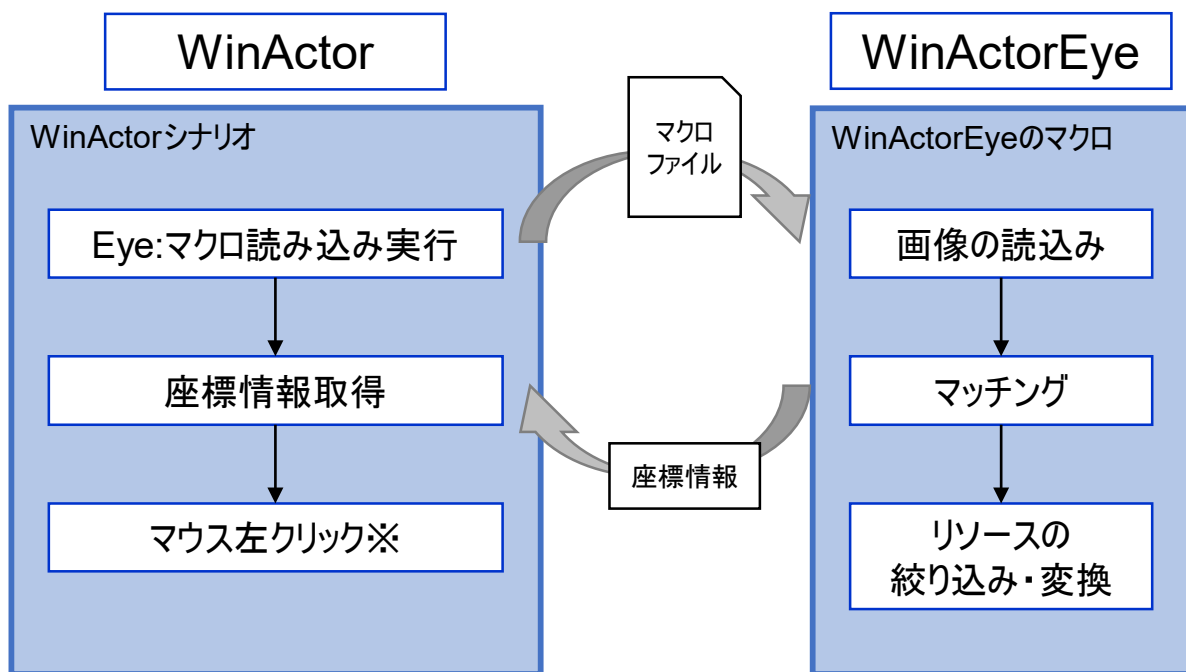 WinActor
WinActorシナリオ
Eye:マクロ読み込み実行
座標情報取得
マウス左クリック※
マクロ
ファイル
座標情報
WinActorEye
WinActorEyeのマクロ
画像の読込み
マッチング
リソースの
絞り込み・変換